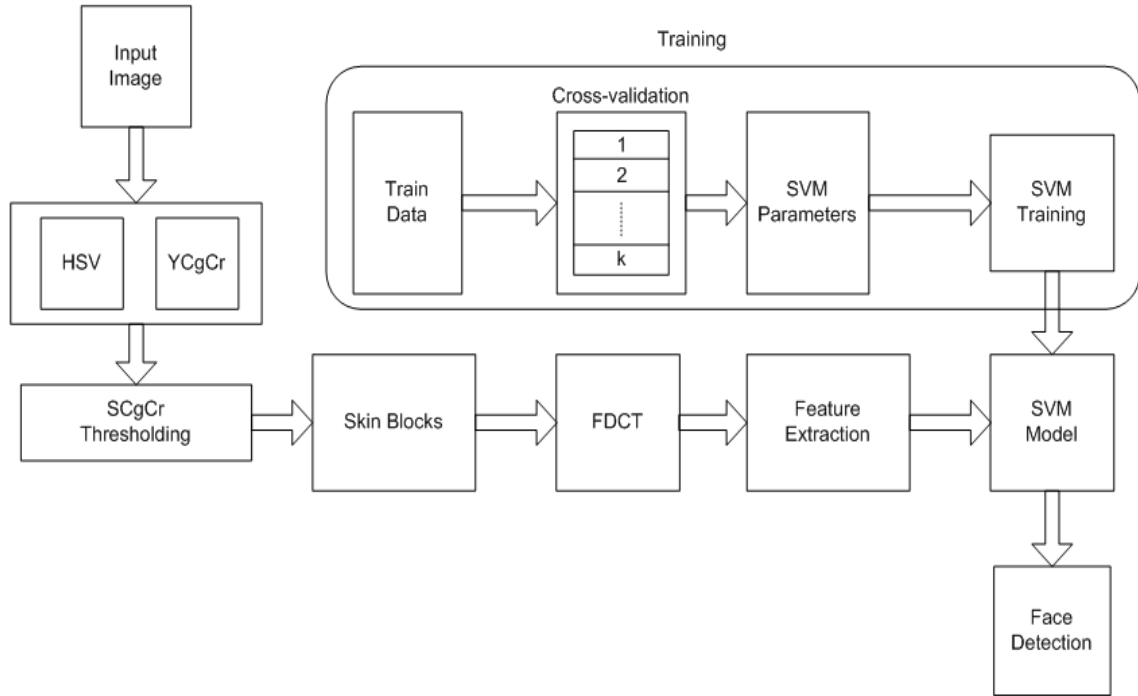 Input
Image
Training
Cross-validation
1
2
k
Train
Data
SVM
Parameters
SVM
Training
HSV
YCgCr
SCgCr
Thresholding
Skin Blocks
FDCT
Feature
Extraction
SVM
Model
Face
Detection